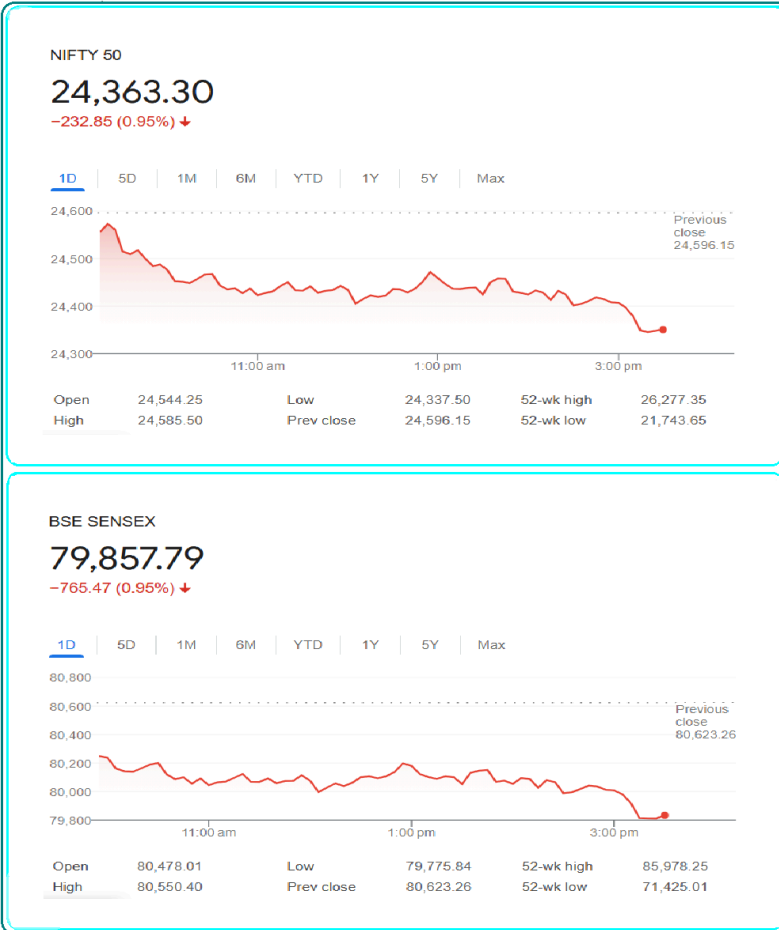 NIFTY 50
24,363.30
−232.85 (0.95%) ↓
1D 5D 1M 6M YTD 1Y 5Y Max
24,600
Previous
close
24,596.15
24,500
24,400
24,300
11:00 am 1:00 pm 3:00 pm
Open 24,544.25 Low 24,337.50 52-wk high 26,277.35
High 24,585.50 Prev close 24,596.15 52-wk low 21,743.65
BSE SENSEX
79,857.79
−765.47 (0.95%) ↓
1D 5D 1M 6M YTD 1Y 5Y Max
80,800
80,600
Previous
close
80,623.26
80,400
80,200
80,000
79,800
11:00 am 1:00 pm 3:00 pm
Open 80,478.01 Low 79,775.84 52-wk high 85,978.25
High 80,550.40 Prev close 80,623.26 52-wk low 71,425.01